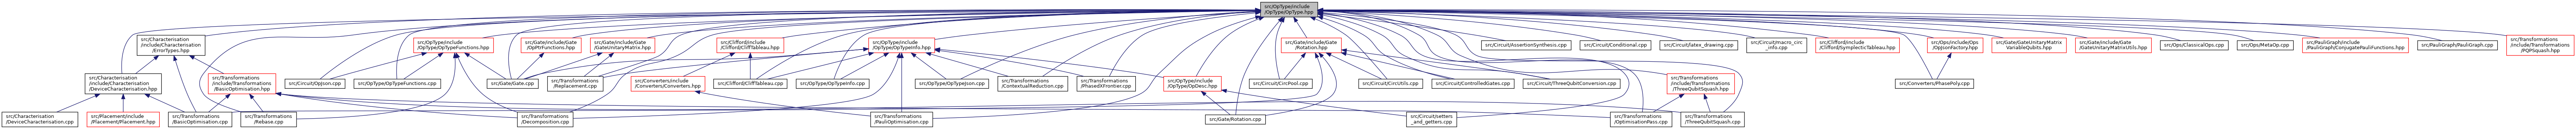 src/OpType/include
/OpType/OpType.hpp
src/Characterisation
/include/Characterisation
/ErrorTypes.hpp
src/OpType/include
/OpType/OpTypeFunctions.hpp
src/Gate/include/Gate
/OpPtrFunctions.hpp
src/Gate/include/Gate
/GateUnitaryMatrix.hpp
src/Clifford/include
/Clifford/CliffTableau.hpp
src/OpType/include
/OpType/OpTypeInfo.hpp
src/Gate/include/Gate
/Rotation.hpp
src/Circuit/AssertionSynthesis.cpp
src/Circuit/Conditional.cpp
src/Circuit/latex_drawing.cpp
src/Circuit/macro_circ
_info.cpp
src/Clifford/include
/Clifford/SymplecticTableau.hpp
src/Ops/include/Ops
/OpJsonFactory.hpp
src/Gate/GateUnitaryMatrix
VariableQubits.hpp
src/Gate/include/Gate
/GateUnitaryMatrixUtils.hpp
src/Ops/ClassicalOps.cpp
src/Ops/MetaOp.cpp
src/PauliGraph/include
/PauliGraph/ConjugatePauliFunctions.hpp
src/PauliGraph/PauliGraph.cpp
src/Transformations
/include/Transformations
/PQPSquash.hpp
src/Characterisation
/include/Characterisation
/DeviceCharacterisation.hpp
src/Transformations
/include/Transformations
/BasicOptimisation.hpp
src/Circuit/OpJson.cpp
src/OpType/OpTypeFunctions.cpp
src/Gate/Gate.cpp
src/Transformations
/Replacement.cpp
src/Converters/include
/Converters/Converters.hpp
src/Clifford/CliffTableau.cpp
src/OpType/OpTypeInfo.cpp
src/OpType/OpTypeJson.cpp
src/Transformations
/ContextualReduction.cpp
src/Transformations
/PhasedXFrontier.cpp
src/OpType/include
/OpType/OpDesc.hpp
src/Circuit/CircPool.cpp
src/Circuit/CircUtils.cpp
src/Circuit/ControlledGates.cpp
src/Circuit/ThreeQubitConversion.cpp
src/Transformations
/include/Transformations
/ThreeQubitSquash.hpp
src/Converters/PhasePoly.cpp
src/Characterisation
/DeviceCharacterisation.cpp
src/Placement/include
/Placement/Placement.hpp
src/Transformations
/BasicOptimisation.cpp
src/Transformations
/Rebase.cpp
src/Transformations
/Decomposition.cpp
src/Transformations
/PauliOptimisation.cpp
src/Gate/Rotation.cpp
src/Circuit/setters
_and_getters.cpp
src/Transformations
/OptimisationPass.cpp
src/Transformations
/ThreeQubitSquash.cpp